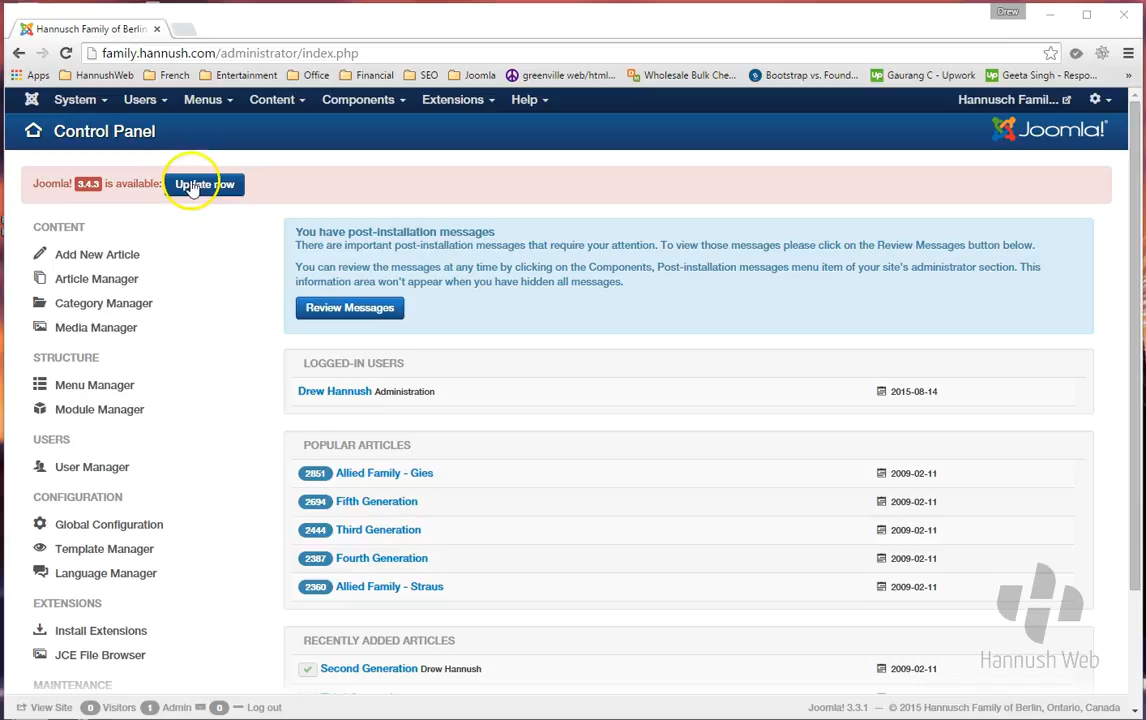 Drew
Hannusch Family of Berlin
family.hannush.com/administrator/index.php
Apps HannushWeb French Entertainment Office Financial SEO Joomla greenville web/html... Wholesale Bulk Che... Bootstrap vs. Foun... Gaurang C - Upwork Geeta Singh - Respo... »
System Users Menus Content Components Extensions Help Hannusch Famil...
Control Panel Joomla!
Joomla! 3.4.3 is available: Update now
CONTENT
Add New Article
Article Manager
Category Manager
Media Manager
STRUCTURE
Menu Manager
Module Manager
USERS
User Manager
CONFIGURATION
Global Configuration
Template Manager
Language Manager
EXTENSIONS
Install Extensions
JCE File Browser
MAINTENANCE
You have post-installation messages
There are important post-installation messages that require your attention. To view those messages please click on the Review Messages button below.
You can review the messages at any time by clicking on the Components, Post-installation messages menu item of your site's administrator section. This
information area won't appear when you have hidden all messages.
Review Messages
LOGGED-IN USERS
Drew Hannush Administration 2015-08-14
POPULAR ARTICLES
2851 Allied Family - Gies 2009-02-11
2694 Fifth Generation 2009-02-11
2444 Third Generation 2009-02-11
2387 Fourth Generation 2009-02-11
2360 Allied Family - Straus 2009-02-11
RECENTLY ADDED ARTICLES
Second Generation Drew Hannush 2009-02-11
Hannush Web
View Site 0 Visitors 1 Admin 0 Log out Joomla! 3.3.1 — © 2015 Hannusch Family of Berlin, Ontario, Canada